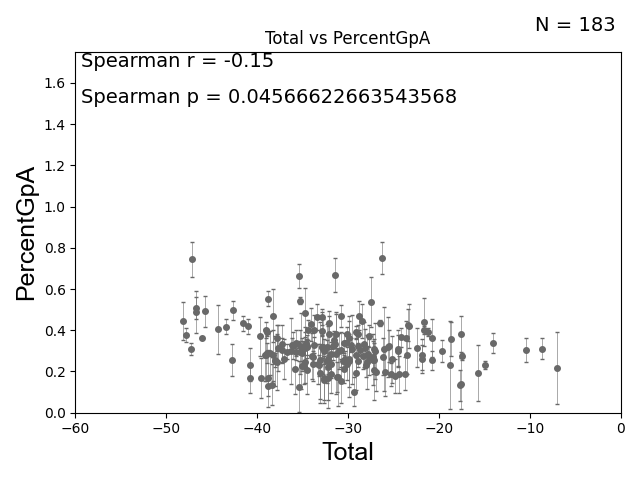 N = 183
Total vs PercentGpA
Spearman r = -0.15
Spearman p = 0.04566622663543568
PercentGpA
1.6
1.4
1.2
1.0
0.8
0.6
0.4
0.2
0.0
−60 −50 −40 −30 −20 −10 0
Total